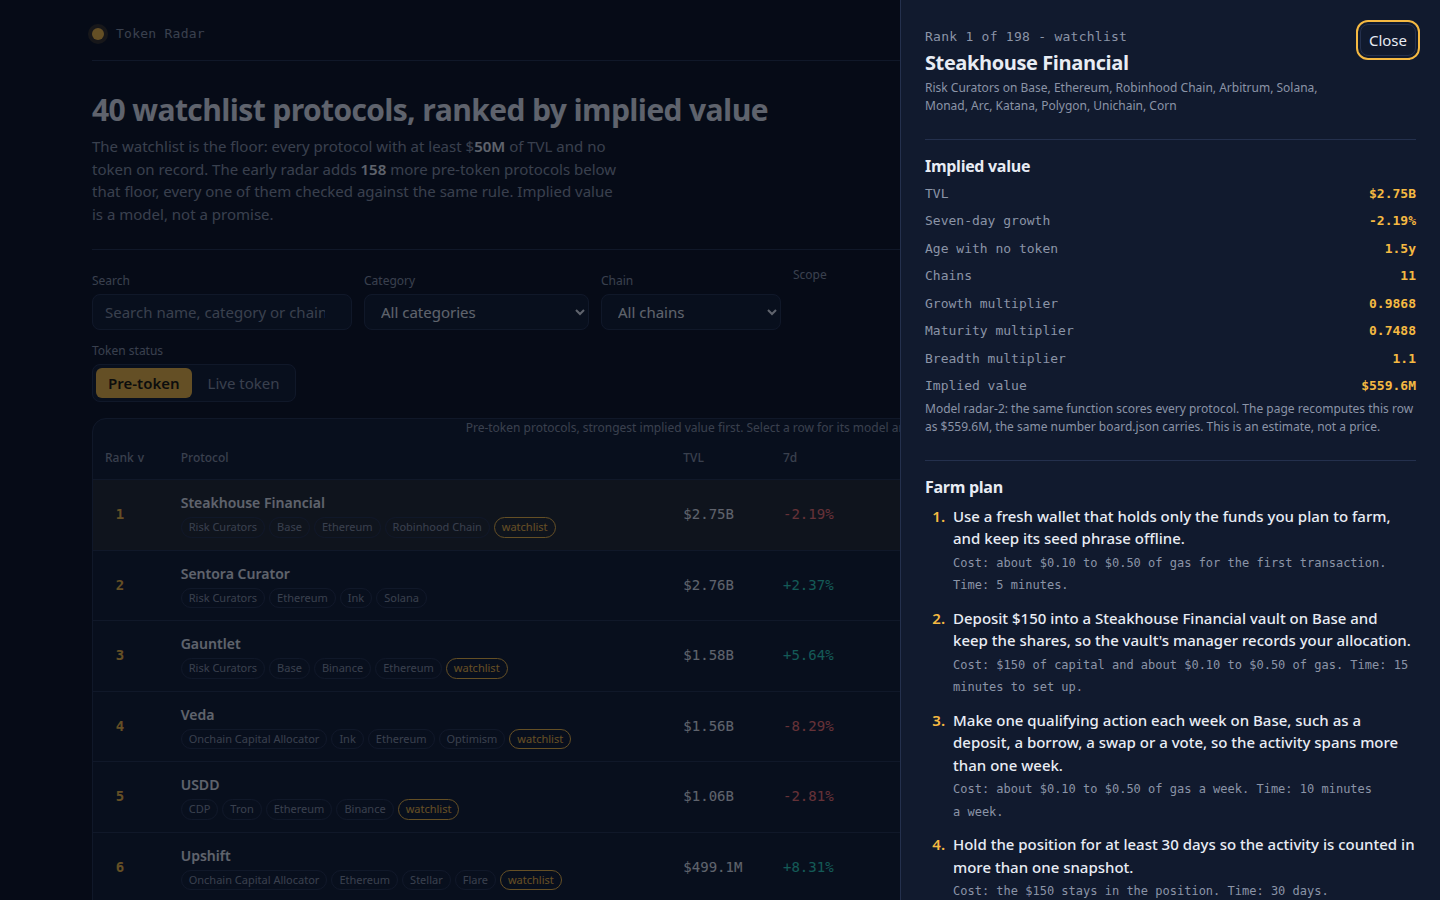 Token Radar
40 watchlist protocols, ranked by implied value
The watchlist is the floor: every protocol with at least $50M of TVL and no
token on record. The early radar adds 158 more pre-token protocols below
that floor, every one of them checked against the same rule. Implied value
is a model, not a promise.
Search
Category
Chain
Scope
Search name, category or chain
All categories
All chains
Token status
Pre-token
Live token
Pre-token protocols, strongest implied value first. Select a row for its model a
Rank v
Protocol
TVL
7d
1
Steakhouse Financial
Risk Curators
Base
Ethereum
Robinhood Chain
watchlist
$2.75B
-2.19%
2
Sentora Curator
Risk Curators
Ethereum
Ink
Solana
$2.76B
+2.37%
3
Gauntlet
Risk Curators
Base
Binance
Ethereum
watchlist
$1.58B
+5.64%
4
Veda
Onchain Capital Allocator
Ink
Ethereum
Optimism
watchlist
$1.56B
-8.29%
5
USDD
CDP
Tron
Ethereum
Binance
watchlist
$1.06B
-2.81%
6
Upshift
Onchain Capital Allocator
Ethereum
Stellar
Flare
watchlist
$499.1M
+8.31%
Rank 1 of 198 - watchlist
Close
Steakhouse Financial
Risk Curators on Base, Ethereum, Robinhood Chain, Arbitrum, Solana,
Monad, Arc, Katana, Polygon, Unichain, Corn
Implied value
TVL $2.75B
Seven-day growth -2.19%
Age with no token 1.5y
Chains 11
Growth multiplier 0.9868
Maturity multiplier 0.7488
Breadth multiplier 1.1
Implied value $559.6M
Model radar-2: the same function scores every protocol. The page recomputes this row
as $559.6M, the same number board.json carries. This is an estimate, not a price.
Farm plan
1. Use a fresh wallet that holds only the funds you plan to farm,
and keep its seed phrase offline.
Cost: about $0.10 to $0.50 of gas for the first transaction.
Time: 5 minutes.
2. Deposit $150 into a Steakhouse Financial vault on Base and
keep the shares, so the vault's manager records your allocation.
Cost: $150 of capital and about $0.10 to $0.50 of gas. Time: 15
minutes to set up.
3. Make one qualifying action each week on Base, such as a
deposit, a borrow, a swap or a vote, so the activity spans more
than one week.
Cost: about $0.10 to $0.50 of gas a week. Time: 10 minutes
a week.
4. Hold the position for at least 30 days so the activity is counted in
more than one snapshot.
Cost: the $150 stays in the position. Time: 30 days.